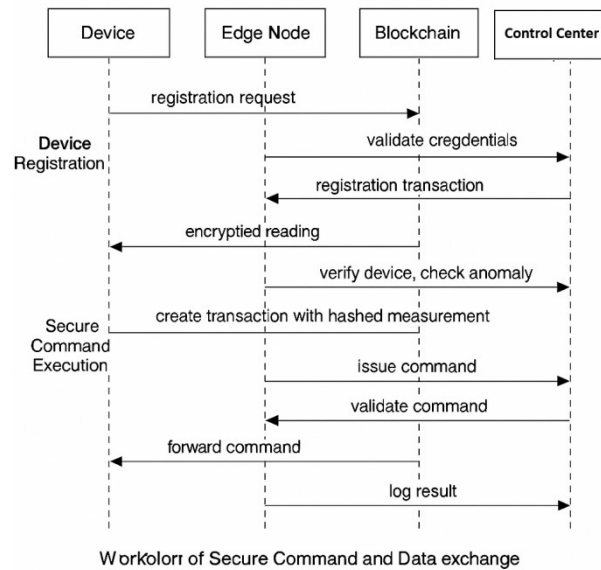 Device Edge Node Blockchain Control Center
registration request
validate cregdentials
Device
Registration
registration transaction
encryptied reading
verify device, check anomaly
create transaction with hashed measurement
Secure
Command
Execution
issue command
validate command
forward command
log result
Workolorı of Secure Command and Data exchange